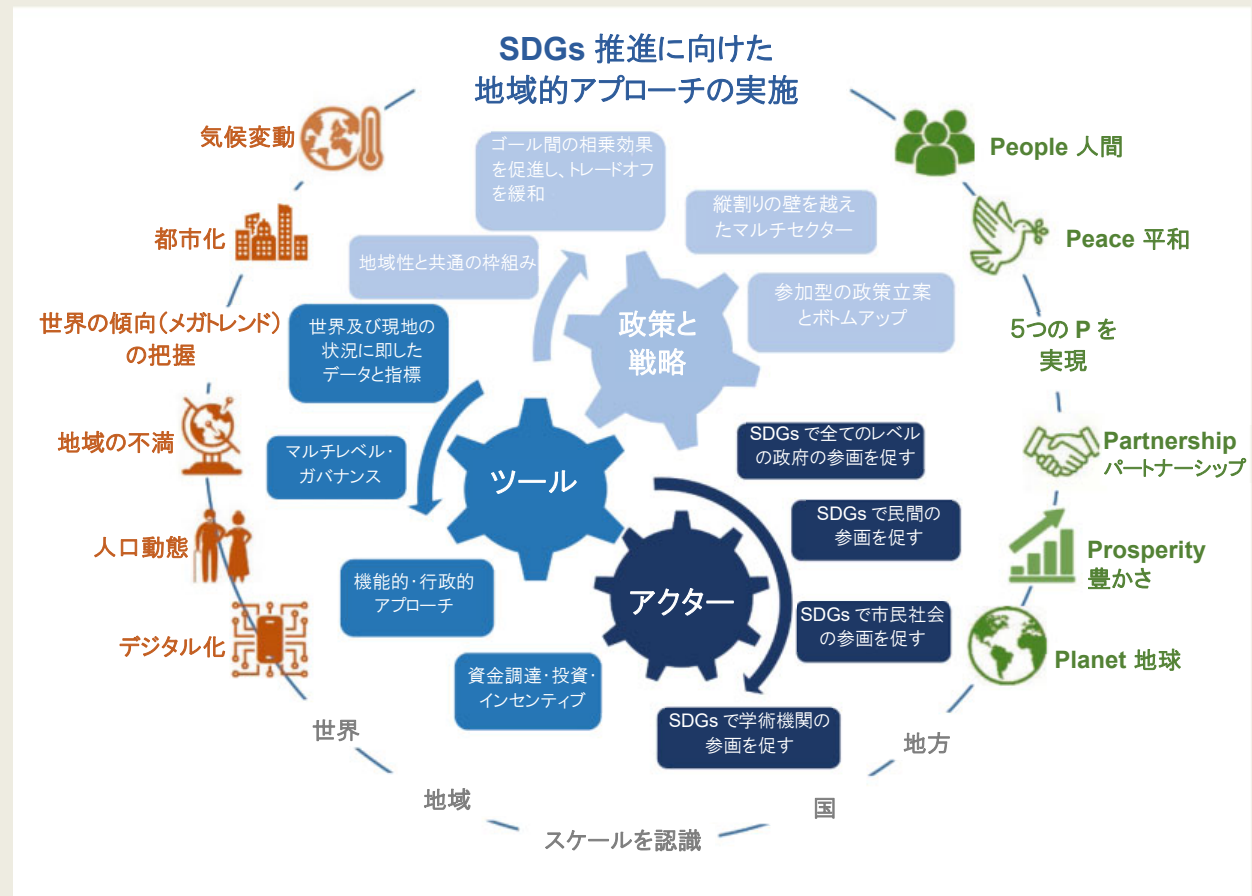 SDGs 推進に向けた
地域的アプローチの実施
気候変動
都市化
世界の傾向(メガトレンド)
の把握
地域の不満
人口動態
デジタル化
ゴール間の相乗効果
を促進し、トレードオフ
を緩和
縦割りの壁を越え
たマルチセクター
地域性と共通の枠組み
参加型の政策立案
とボトムアップ
政策と
戦略
世界及び現地の
状況に即した
データと指標
マルチレベル・
ガバナンス
ツール
機能的・行政的
アプローチ
資金調達・投資・
インセンティブ
SDGs で全てのレベル
の政府の参画を促す
SDGs で民間の
参画を促す
アクター
SDGs で市民社会
の参画を促す
SDGs で学術機関の
参画を促す
People 人間
Peace 平和
5つの P を
実現
Partnership
パートナーシップ
Prosperity
豊かさ
Planet 地球
世界
地域
スケールを認識
国
地方